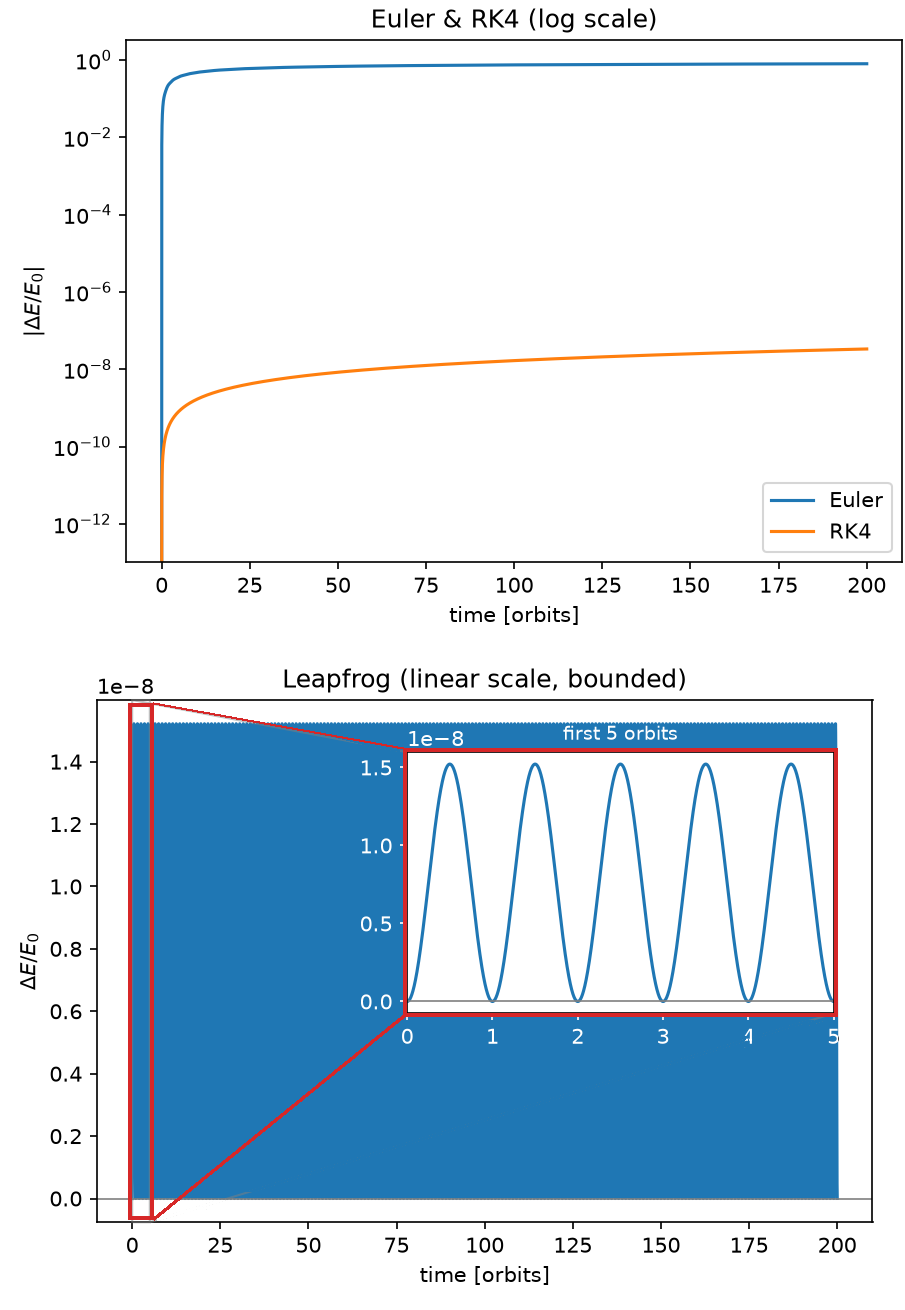 Euler & RK4 (log scale)
10⁰
10⁻²
10⁻⁴
10⁻⁶
10⁻⁸
10⁻¹⁰
10⁻¹²
|ΔE/E₀|
Euler
RK4
0 25 50 75 100 125 150 175 200
time [orbits]
Leapfrog (linear scale, bounded)
1e−8
1.4
1.2
1.0
0.8
0.6
0.4
0.2
0.0
ΔE/E₀
first 5 orbits
1e−8
1.5
1.0
0.5
0.0
0 1 2 3 4 5
0 25 50 75 100 125 150 175 200
time [orbits]